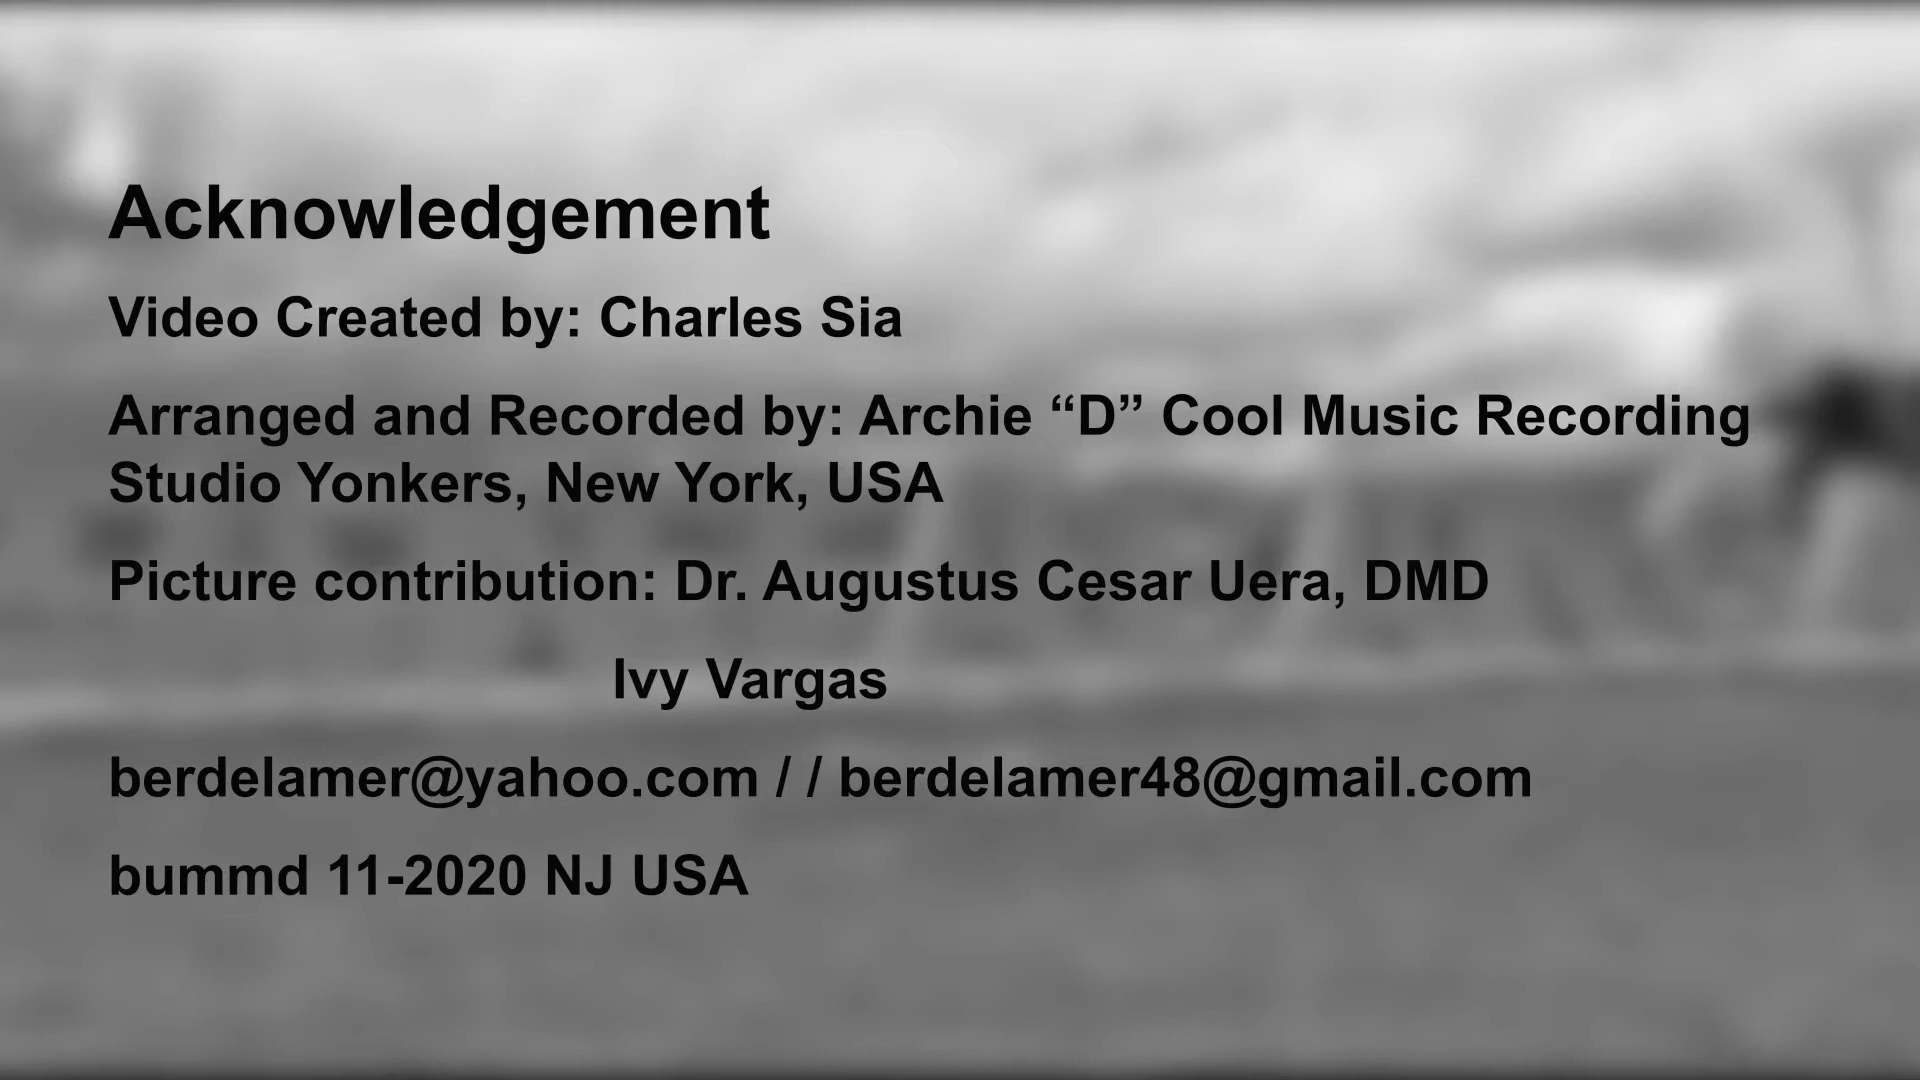 Acknowledgement
Video Created by: Charles Sia
Arranged and Recorded by: Archie “D” Cool Music Recording
Studio Yonkers, New York, USA
Picture contribution: Dr. Augustus Cesar Uera, DMD
Ivy Vargas
berdelamer@yahoo.com / / berdelamer48@gmail.com
bummd 11-2020 NJ USA